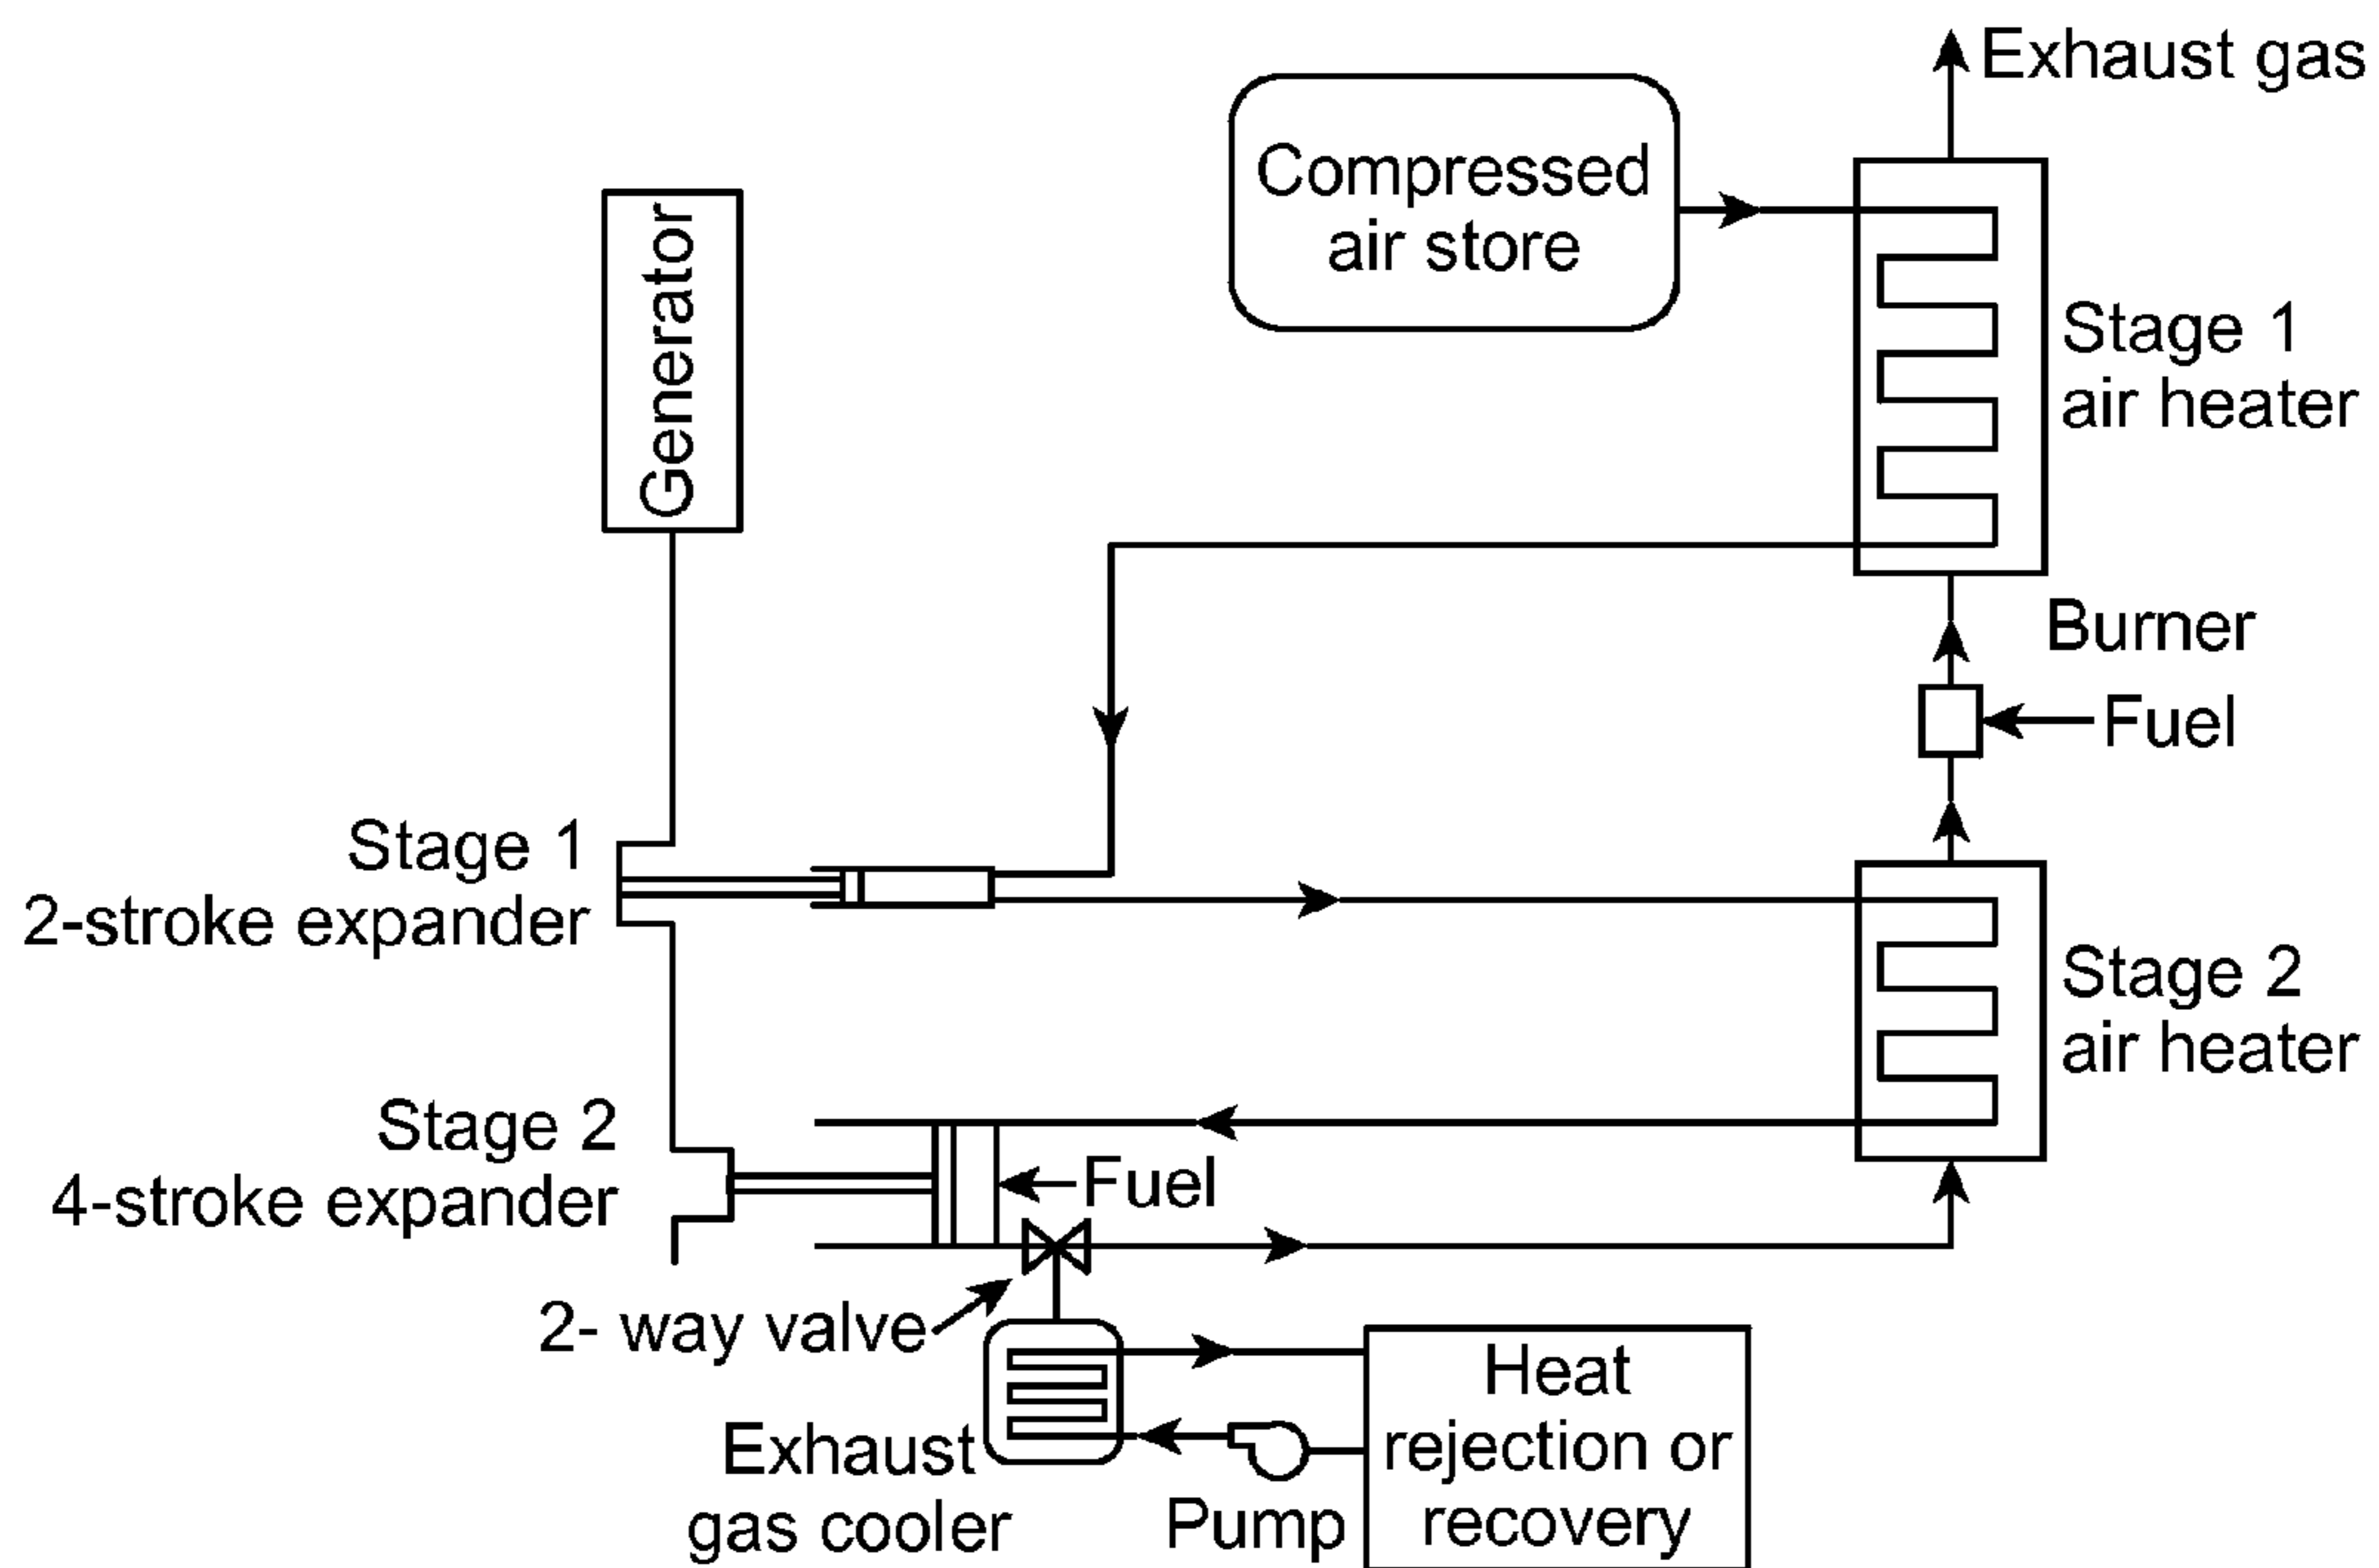 Exhaust gas
Compressed
air store
Generator
Stage 1
air heater
Burner
Fuel
Stage 1
2-stroke expander
Stage 2
air heater
Stage 2
4-stroke expander
Fuel
2- way valve
Exhaust
gas cooler
Pump
Heat
rejection or
recovery